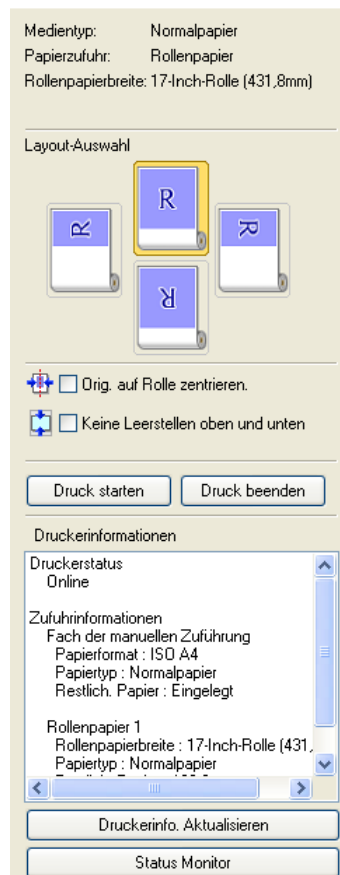 Medientyp: Normalpapier
Papierzufuhr: Rollenpapier
Rollenpapierbreite: 17-Inch-Rolle (431,8mm)
Layout-Auswahl
R
R
R
R
Orig. auf Rolle zentrieren.
Keine Leerstellen oben und unten
Druck starten Druck beenden
Druckerinformationen
Druckerstatus
Online
Zufuhrinformationen
Fach der manuellen Zuführung
Papierformat : ISO A4
Papiertyp : Normalpapier
Restlich. Papier : Eingelegt
Rollenpapier 1
Rollenpapierbreite : 17-Inch-Rolle (431,
Papiertyp : Normalpapier
Druckerinfo. Aktualisieren
Status Monitor